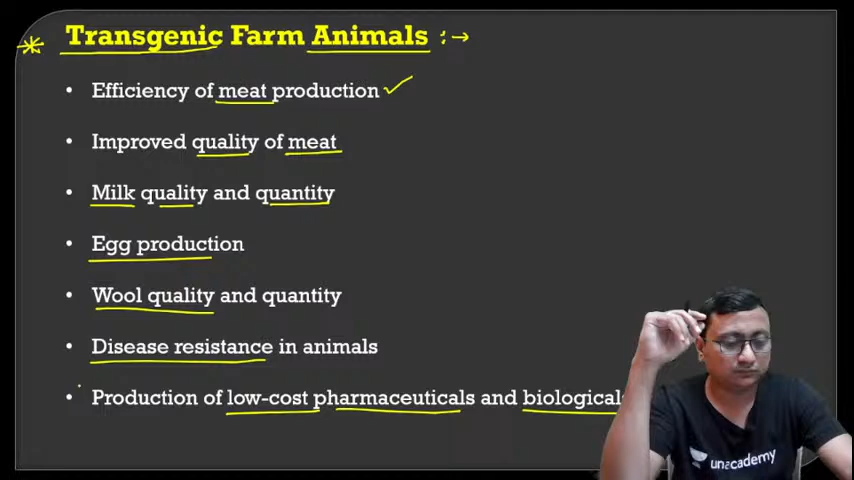 * Transgenic Farm Animals :→
• Efficiency of meat production ✓
• Improved quality of meat
• Milk quality and quantity
• Egg production
• Wool quality and quantity
• Disease resistance in animals
• Production of low-cost pharmaceuticals and biologicals
unacademy